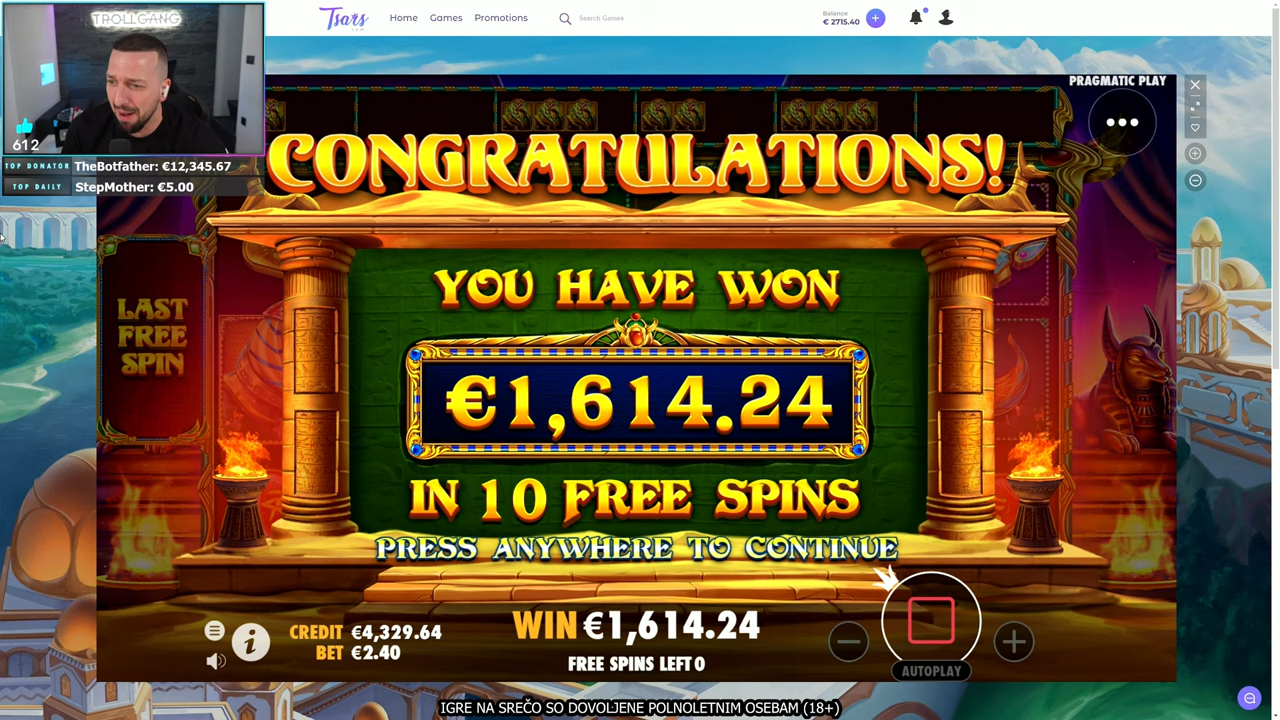 TROLLGANG
612
TOP DONATOR TheBotfather: €12,345.67
TOP DAILY StepMother: €5.00
Tsars
.com
Home Games Promotions
Search Games
Balance
€ 2715.40
PRAGMATIC PLAY
CONGRATULATIONS!
LAST
FREE
SPIN
YOU HAVE WON
€1,614.24
IN 10 FREE SPINS
PRESS ANYWHERE TO CONTINUE
CREDIT €4,329.64
BET €2.40
WIN €1,614.24
FREE SPINS LEFT 0
AUTOPLAY
IGRE NA SREČO SO DOVOLJENE POLNOLETNIM OSEBAM (18+)